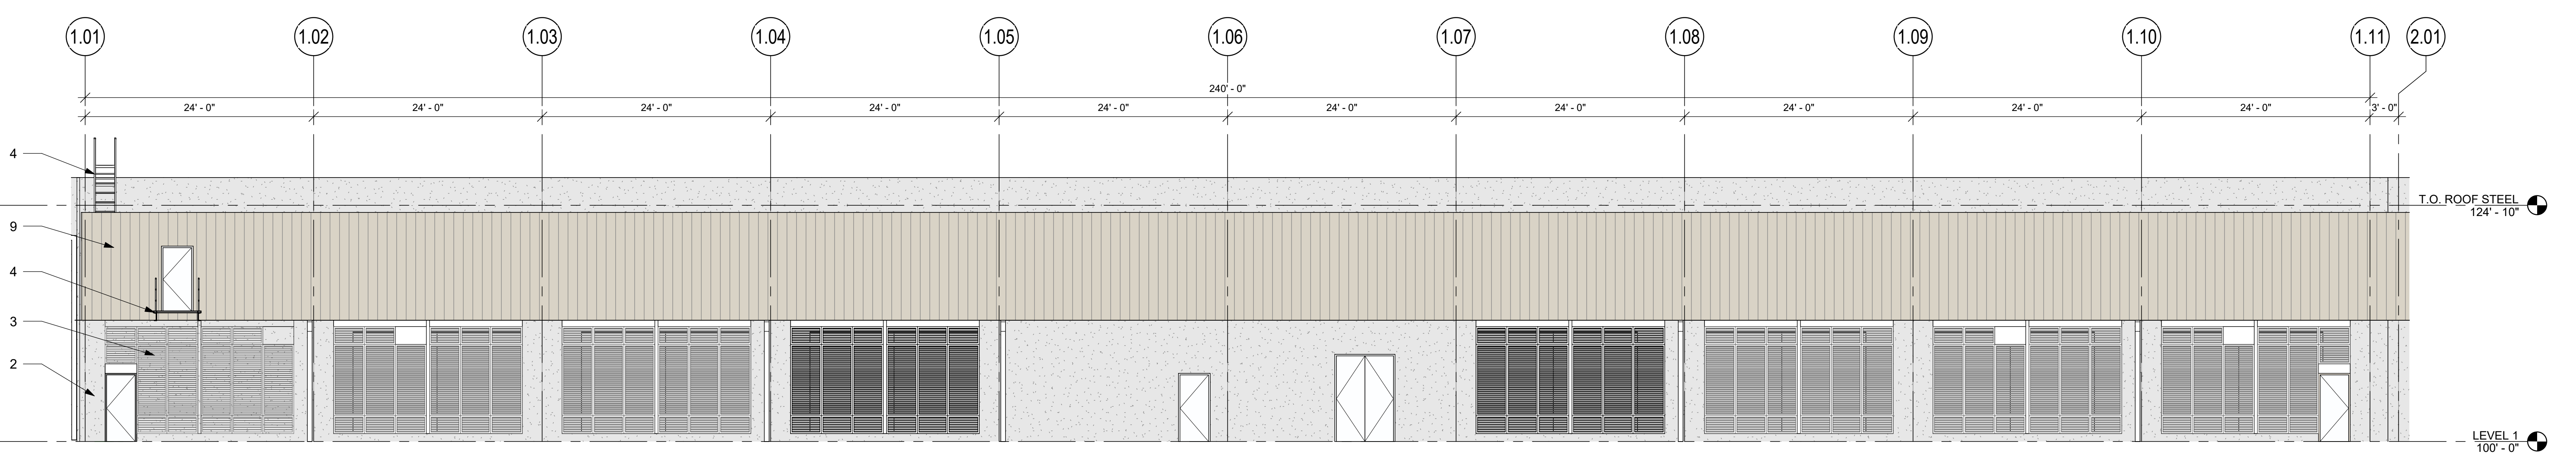 1.01 1.02 1.03 1.04 1.05 1.06 1.07 1.08 1.09 1.10 1.11 2.01
240' - 0"
24' - 0" 24' - 0" 24' - 0" 24' - 0" 24' - 0" 24' - 0" 24' - 0" 24' - 0" 24' - 0" 24' - 0" 3' - 0"
4
T.O. ROOF STEEL
124' - 10"
9
4
3
2
LEVEL 1
100' - 0"